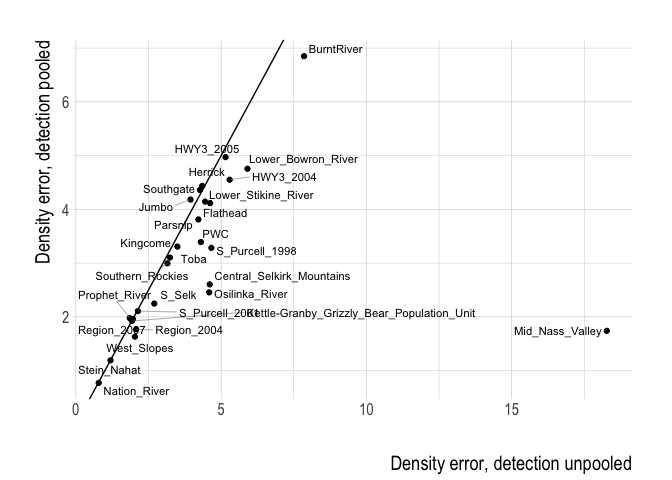 Density error, detection pooled
BurntRiver
6
HWY3_2005
Lower_Bowron_River
Herrick
HWY3_2004
Southgate
Lower_Stikine_River
4
Jumbo
Flathead
Parsnip
PWC
Kingcome
S_Purcell_1998
Toba
Southern_Rockies
Central_Selkirk_Mountains
Prophet_River
S_Selk
Osilinka_River
S_Purcell_2001
Kettle-Granby_Grizzly_Bear_Population_Unit
2
Region_2007
Region_2004
Mid_Nass_Valley
West_Slopes
Stein_Nahat
Nation_River
0 5 10 15
Density error, detection unpooled